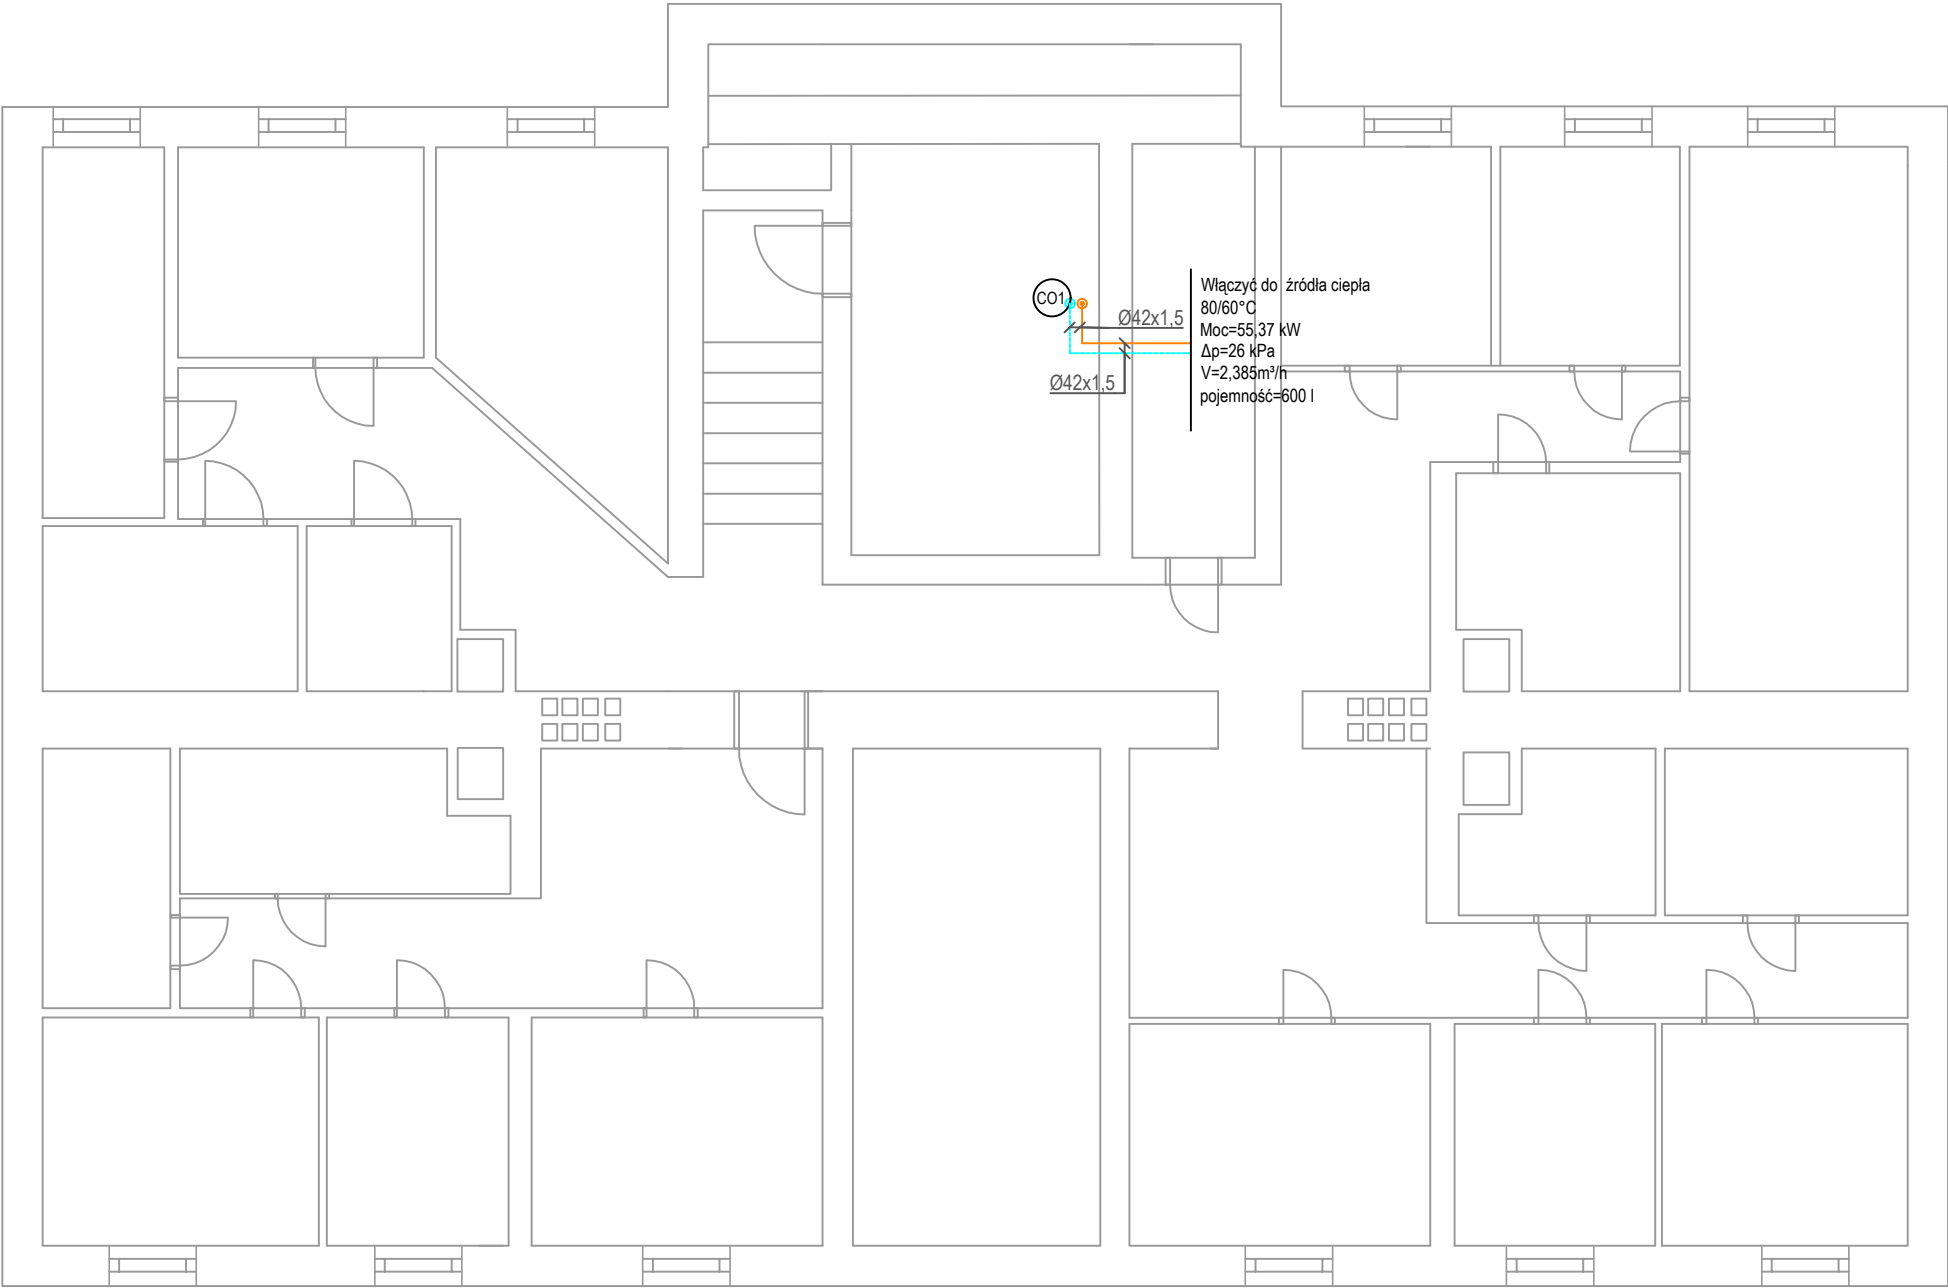 CO1
Ø42x1,5
Ø42x1,5
Włączyć do źródła ciepła
80/60°C
Moc=55,37 kW
Δp=26 kPa
V=2,385m³/h
pojemność=600 l